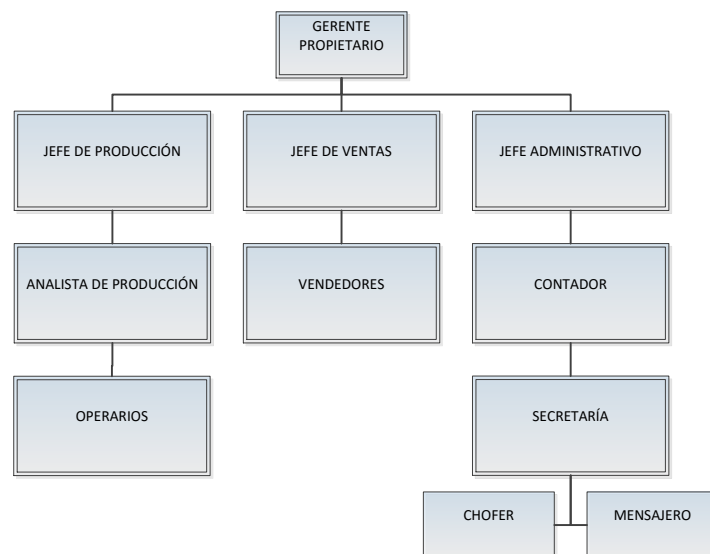 GERENTE
PROPIETARIO
JEFE DE PRODUCCIÓN
JEFE DE VENTAS
JEFE ADMINISTRATIVO
ANALISTA DE PRODUCCIÓN
VENDEDORES
CONTADOR
OPERARIOS
SECRETARÍA
CHOFER
MENSAJERO